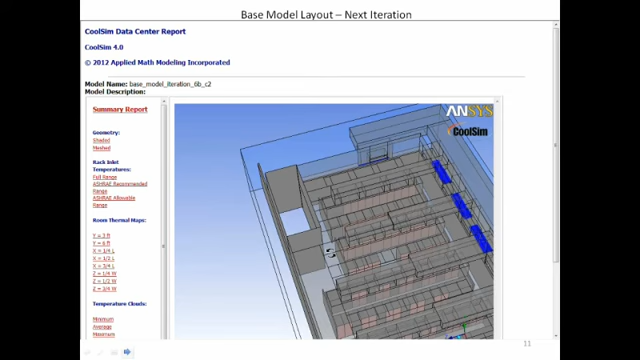 Base Model Layout – Next Iteration
CoolSim Data Center Report
CoolSim 4.0
© 2012 Applied Math Modeling Incorporated
Model Name: base_model_iteration_6b_c2
Model Description:
Summary Report
Geometry:
Shaded
Meshed
Rack Inlet
Temperatures:
Full Range
ASHRAE Recommended
Range
ASHRAE Allowable
Range
Room Thermal Maps:
Y = 3 ft
Y = 6 ft
X = 1/4 L
X = 1/2 L
X = 3/4 L
Z = 1/4 W
Z = 1/2 W
Z = 3/4 W
Temperature Clouds:
Minimum
Average
Maximum
ANSYS
CoolSim
11